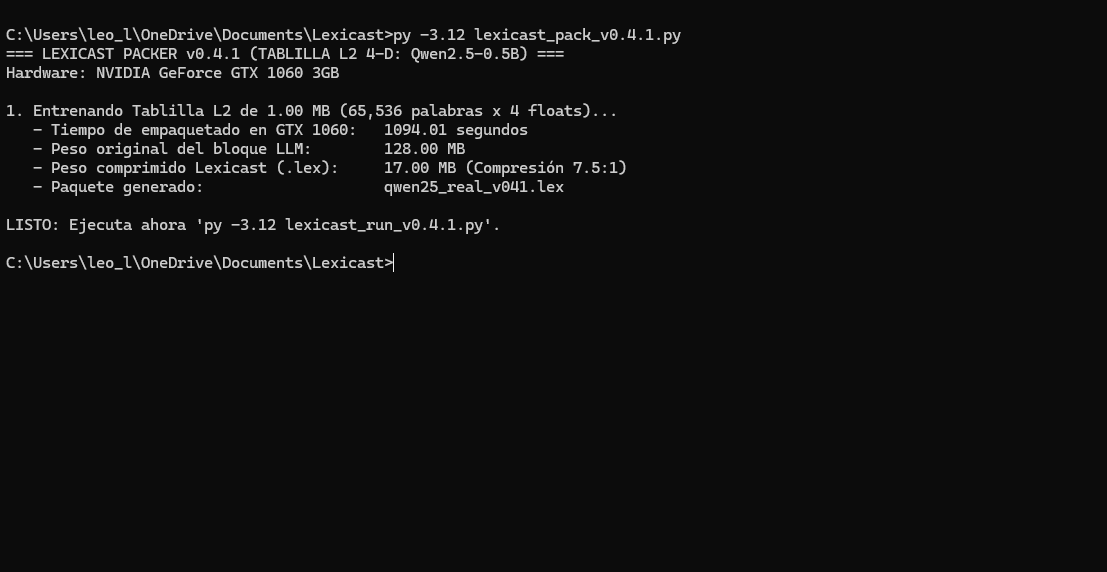 C:\Users\leo_l\OneDrive\Documents\Lexicast>py -3.12 lexicast_pack_v0.4.1.py
=== LEXICAST PACKER v0.4.1 (TABLILLA L2 4-D: Qwen2.5-0.5B) ===
Hardware: NVIDIA GeForce GTX 1060 3GB
1. Entrenando Tablilla L2 de 1.00 MB (65,536 palabras x 4 floats)...
- Tiempo de empaquetado en GTX 1060: 1094.01 segundos
- Peso original del bloque LLM: 128.00 MB
- Peso comprimido Lexicast (.lex): 17.00 MB (Compresión 7.5:1)
- Paquete generado: qwen25_real_v041.lex
LISTO: Ejecuta ahora 'py -3.12 lexicast_run_v0.4.1.py'.
C:\Users\leo_l\OneDrive\Documents\Lexicast>